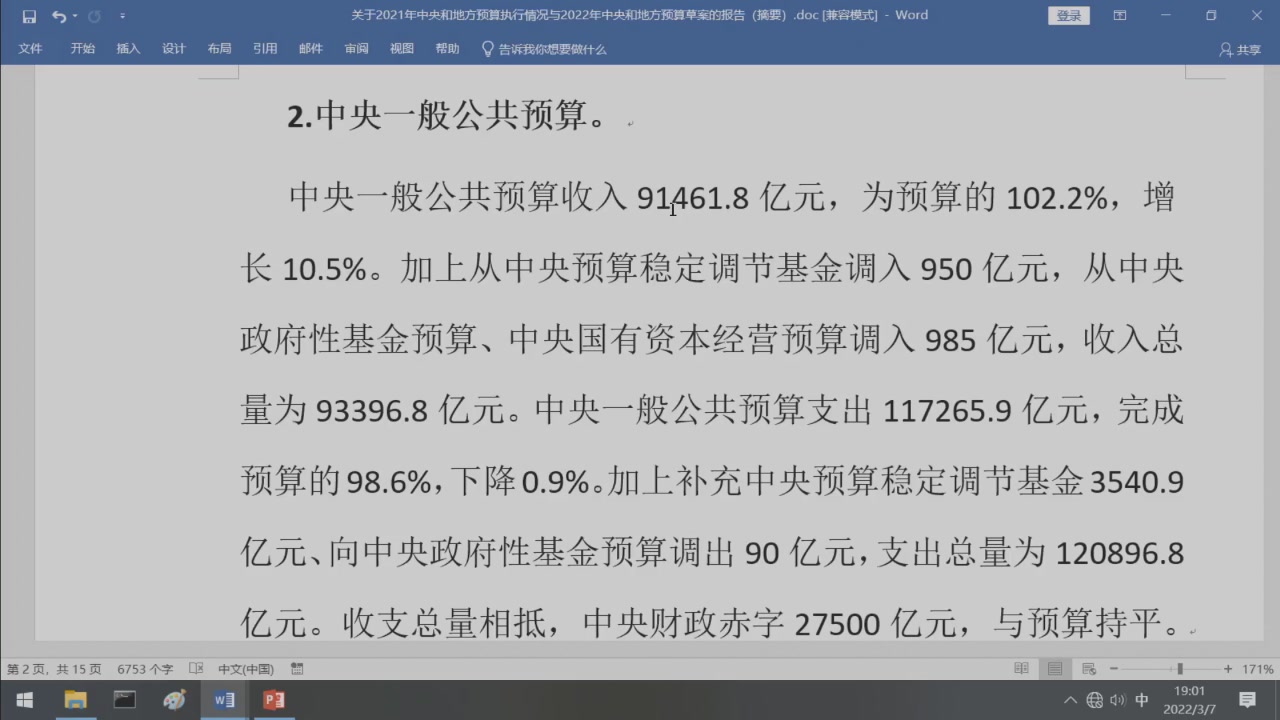 关于2021年中央和地方预算执行情况与2022年中央和地方预算草案的报告（摘要）.doc [兼容模式] - Word
登录
文件 开始 插入 设计 布局 引用 邮件 审阅 视图 帮助 告诉我你想要做什么 共享
2.中央一般公共预算。
中央一般公共预算收入 91461.8 亿元，为预算的 102.2%，增
长 10.5%。加上从中央预算稳定调节基金调入 950 亿元，从中央
政府性基金预算、中央国有资本经营预算调入 985 亿元，收入总
量为 93396.8 亿元。中央一般公共预算支出 117265.9 亿元，完成
预算的 98.6%，下降 0.9%。加上补充中央预算稳定调节基金 3540.9
亿元、向中央政府性基金预算调出 90 亿元，支出总量为 120896.8
亿元。收支总量相抵，中央财政赤字 27500 亿元，与预算持平。
第 2 页，共 15 页 6753 个字 中文(中国) 171%
中 19:01
2022/3/7